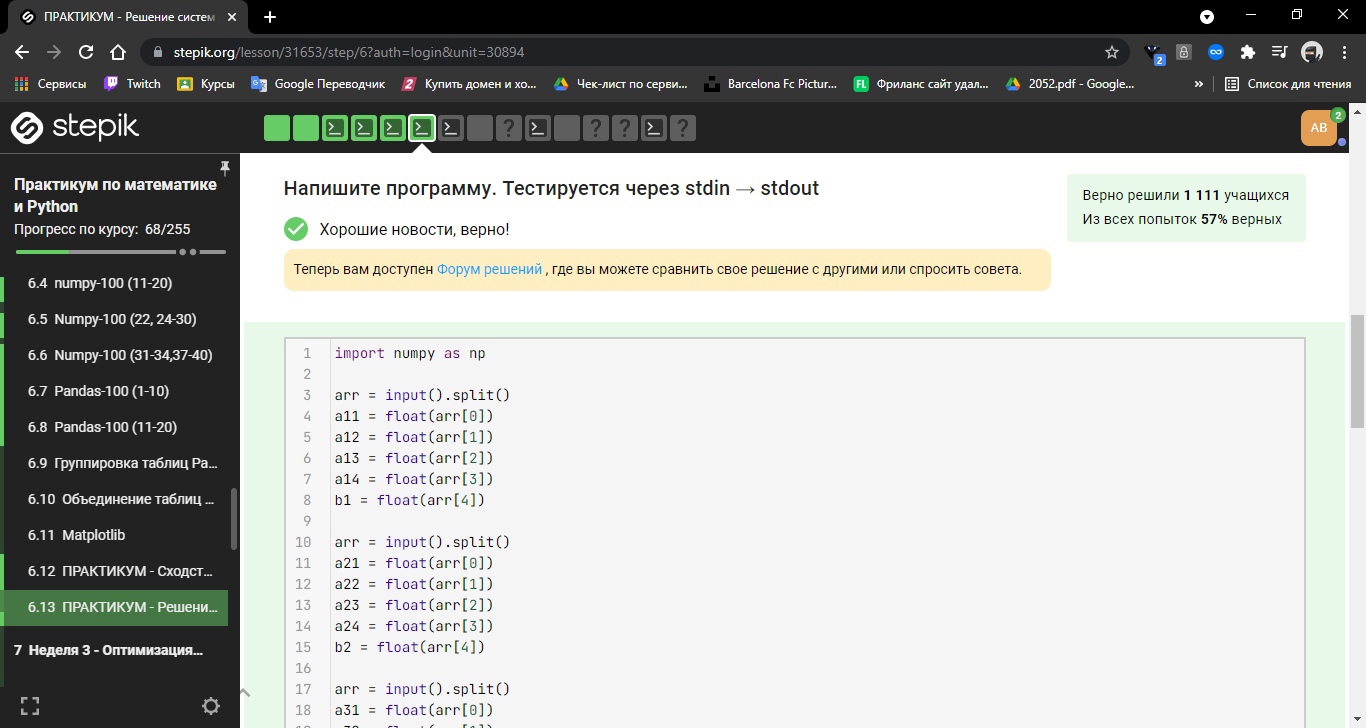 ПРАКТИКУМ - Решение систем
stepik.org/lesson/31653/step/6?auth=login&unit=30894
2
Сервисы Twitch Курсы Google Переводчик Купить домен и хо... Чек-лист по серви... Barcelona Fc Pictur... FL Фриланс сайт удал... 2052.pdf - Google... » Список для чтения
stepik
АВ 2
Практикум по математике
и Python
Прогресс по курсу: 68/255
6.4 numpy-100 (11-20)
6.5 Numpy-100 (22, 24-30)
6.6 Numpy-100 (31-34,37-40)
6.7 Pandas-100 (1-10)
6.8 Pandas-100 (11-20)
6.9 Группировка таблиц Pa...
6.10 Объединение таблиц ...
6.11 Matplotlib
6.12 ПРАКТИКУМ - Сходст...
6.13 ПРАКТИКУМ - Решени...
7 Неделя 3 - Оптимизация...
Напишите программу. Тестируется через stdin → stdout
Хорошие новости, верно!
Теперь вам доступен Форум решений , где вы можете сравнить свое решение с другими или спросить совета.
Верно решили 1 111 учащихся
Из всех попыток 57% верных
1 import numpy as np
2
3 arr = input().split()
4 a11 = float(arr[0])
5 a12 = float(arr[1])
6 a13 = float(arr[2])
7 a14 = float(arr[3])
8 b1 = float(arr[4])
9
10 arr = input().split()
11 a21 = float(arr[0])
12 a22 = float(arr[1])
13 a23 = float(arr[2])
14 a24 = float(arr[3])
15 b2 = float(arr[4])
16
17 arr = input().split()
18 a31 = float(arr[0])